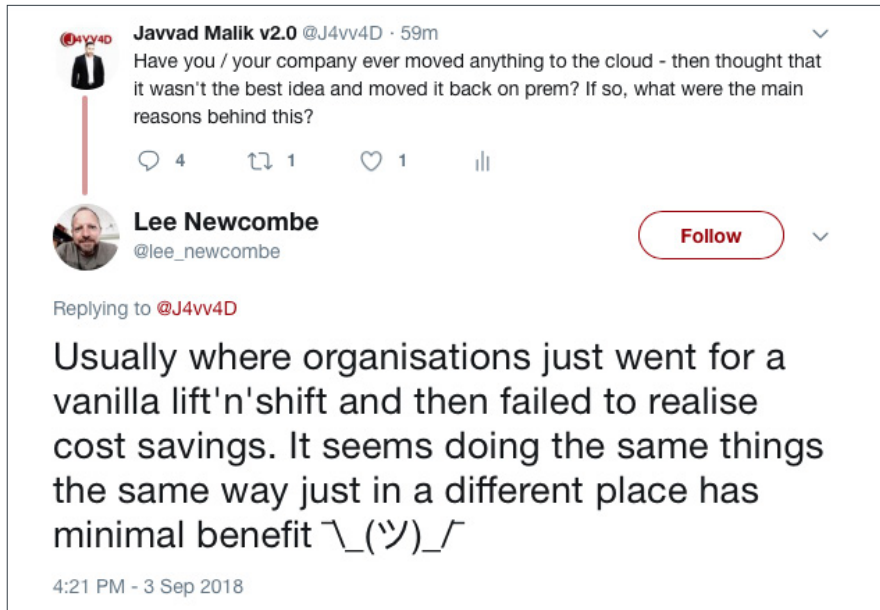 J4VV4D
Javvad Malik v2.0 @J4vv4D · 59m
Have you / your company ever moved anything to the cloud - then thought that
it wasn't the best idea and moved it back on prem? If so, what were the main
reasons behind this?
4 1 1
Lee Newcombe
@lee_newcombe
Follow
Replying to @J4vv4D
Usually where organisations just went for a
vanilla lift'n'shift and then failed to realise
cost savings. It seems doing the same things
the same way just in a different place has
minimal benefit ¯\_(ツ)_/¯
4:21 PM - 3 Sep 2018